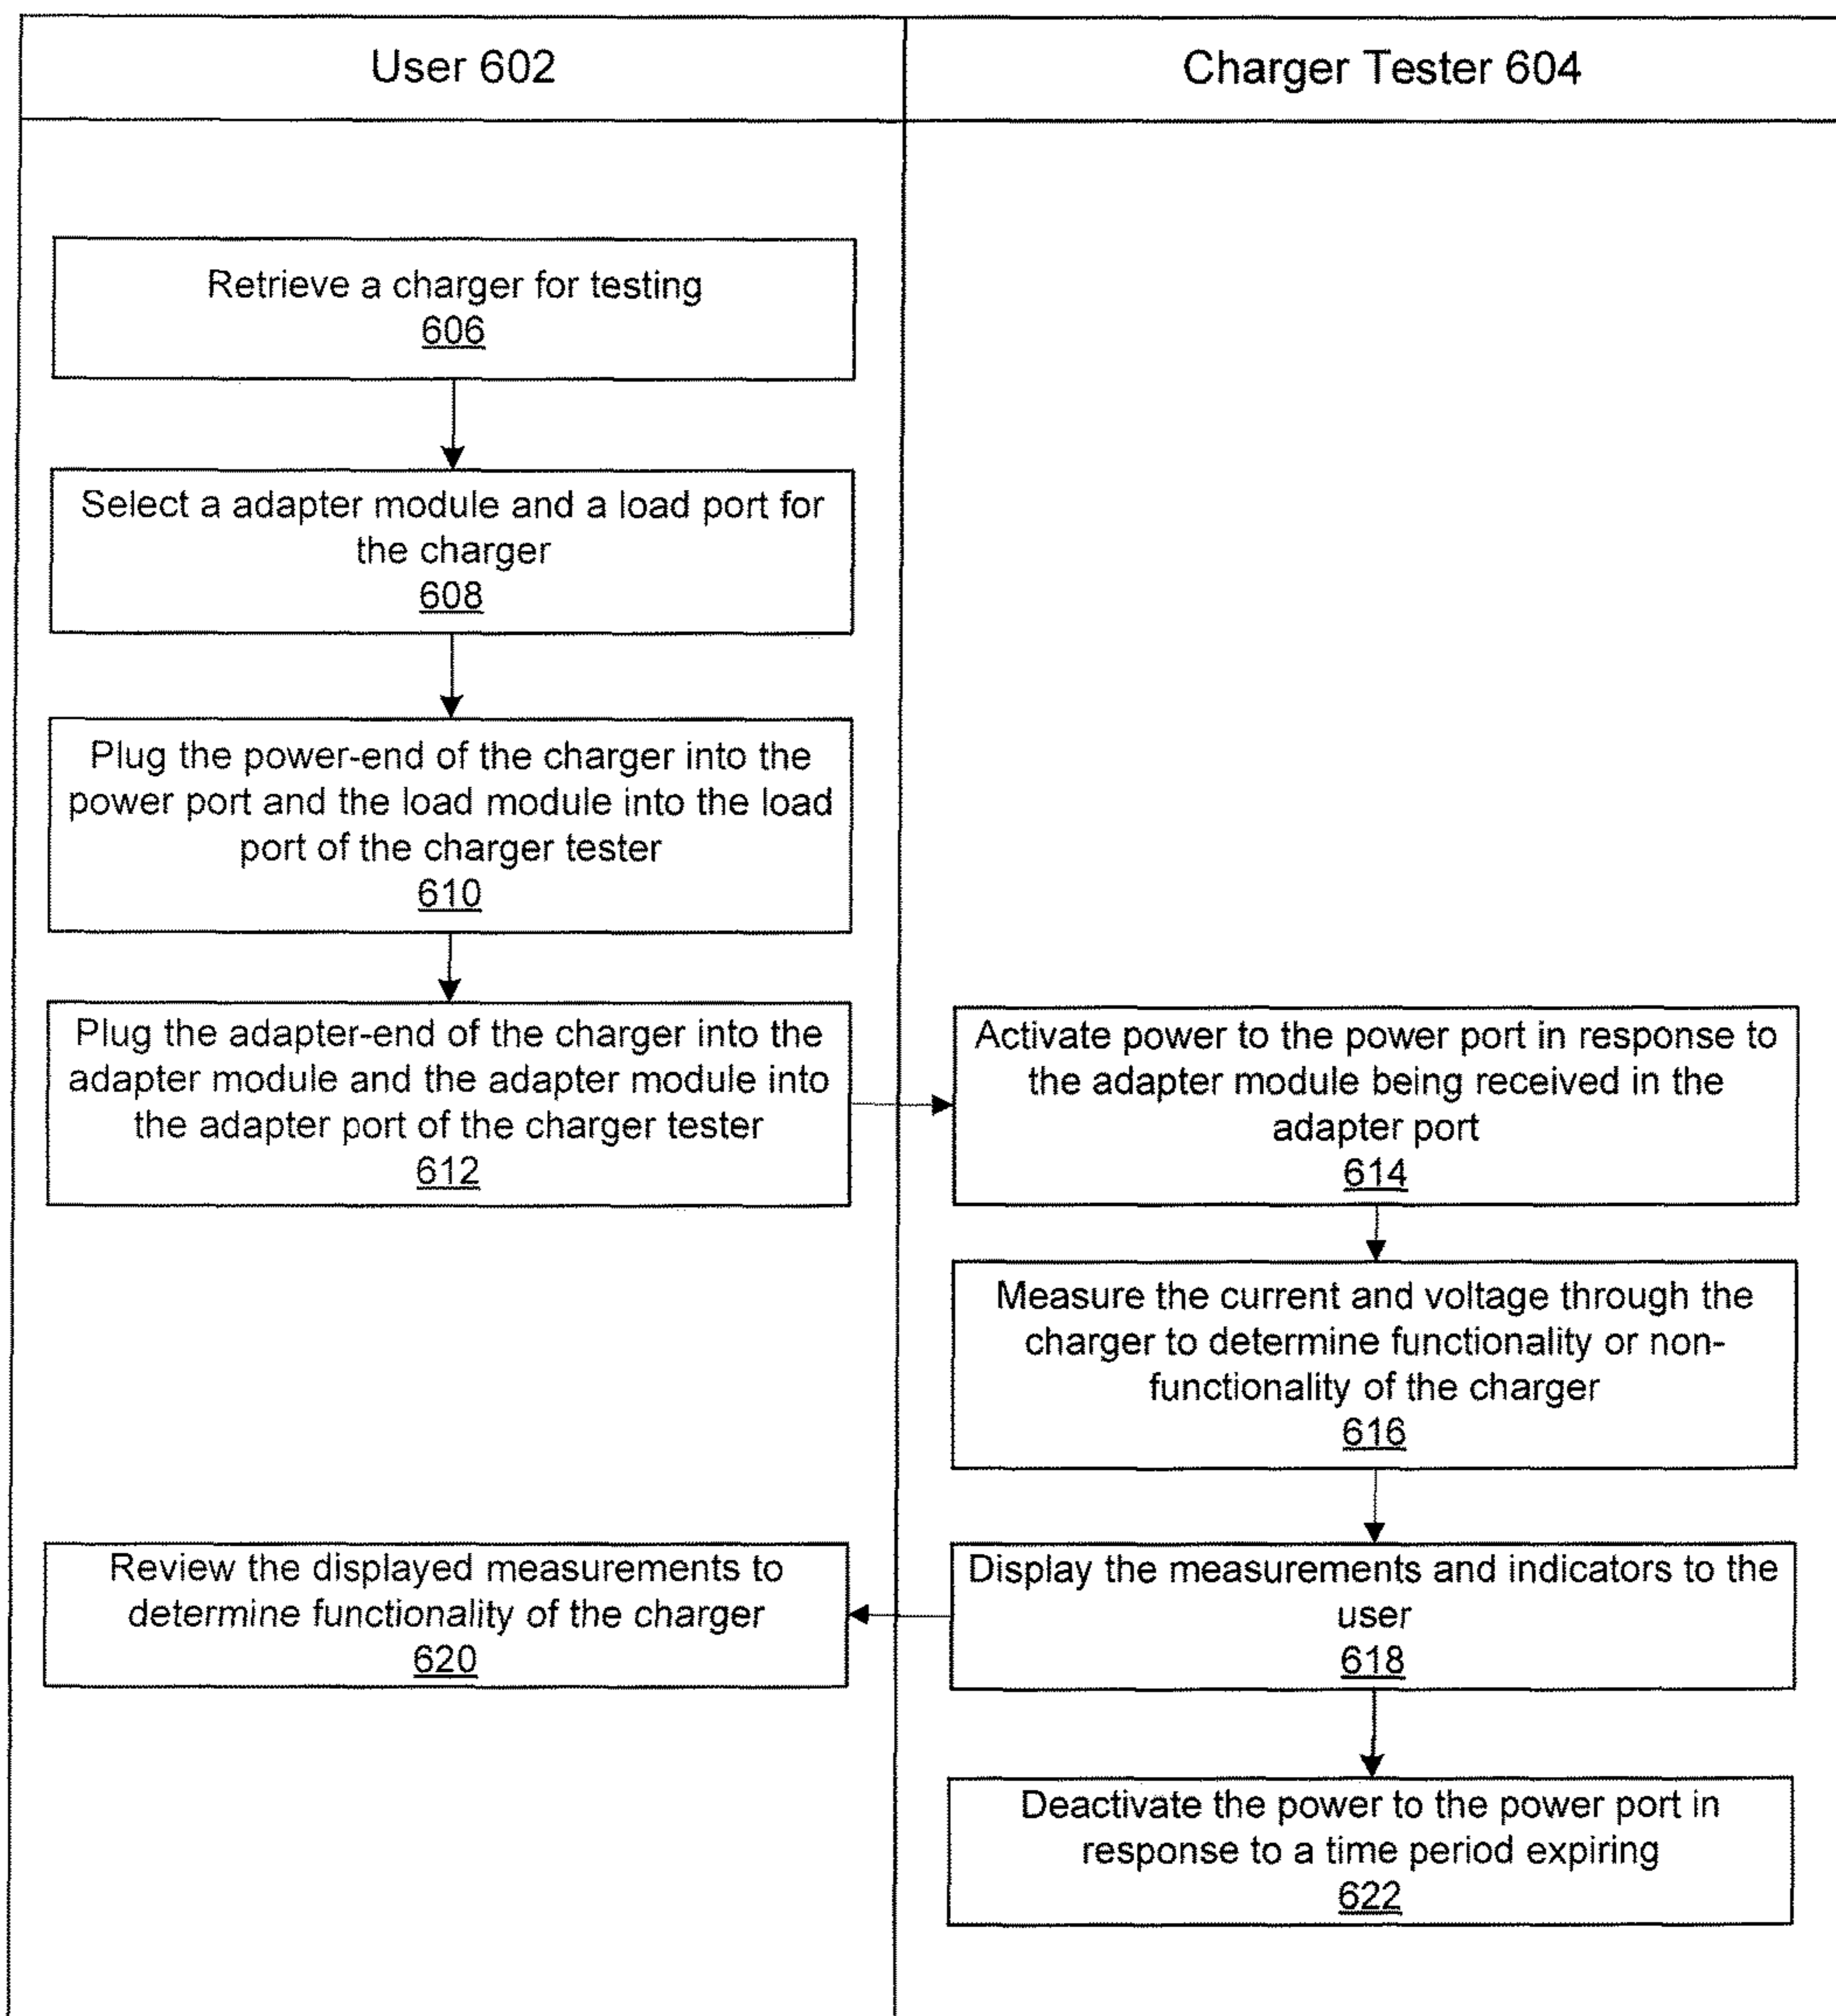 User 602
Charger Tester 604
Retrieve a charger for testing
606
Select a adapter module and a load port for
the charger
608
Plug the power-end of the charger into the
power port and the load module into the load
port of the charger tester
610
Plug the adapter-end of the charger into the
adapter module and the adapter module into
the adapter port of the charger tester
612
Activate power to the power port in response to
the adapter module being received in the
adapter port
614
Measure the current and voltage through the
charger to determine functionality or non-
functionality of the charger
616
Display the measurements and indicators to the
user
618
Review the displayed measurements to
determine functionality of the charger
620
Deactivate the power to the power port in
response to a time period expiring
622